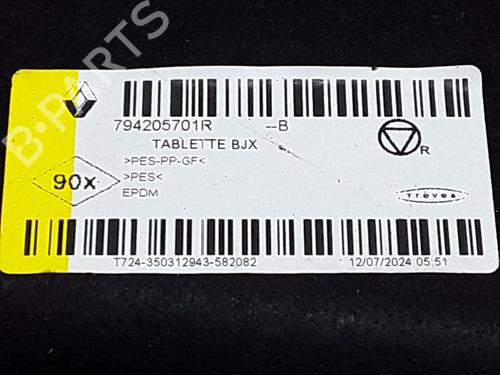 B-PARTS
794205701R --B
TABLETTE BJX
R
90x
>PES-PP-GF<
>PES<
EPDM
Treves
T724-350312943-582082 12/07/2024 05:51